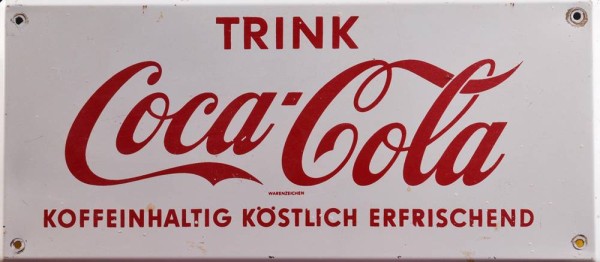 TRINK
Coca-Cola
WARENZEICHEN
KOFFEINHALTIG KÖSTLICH ERFRISCHEND